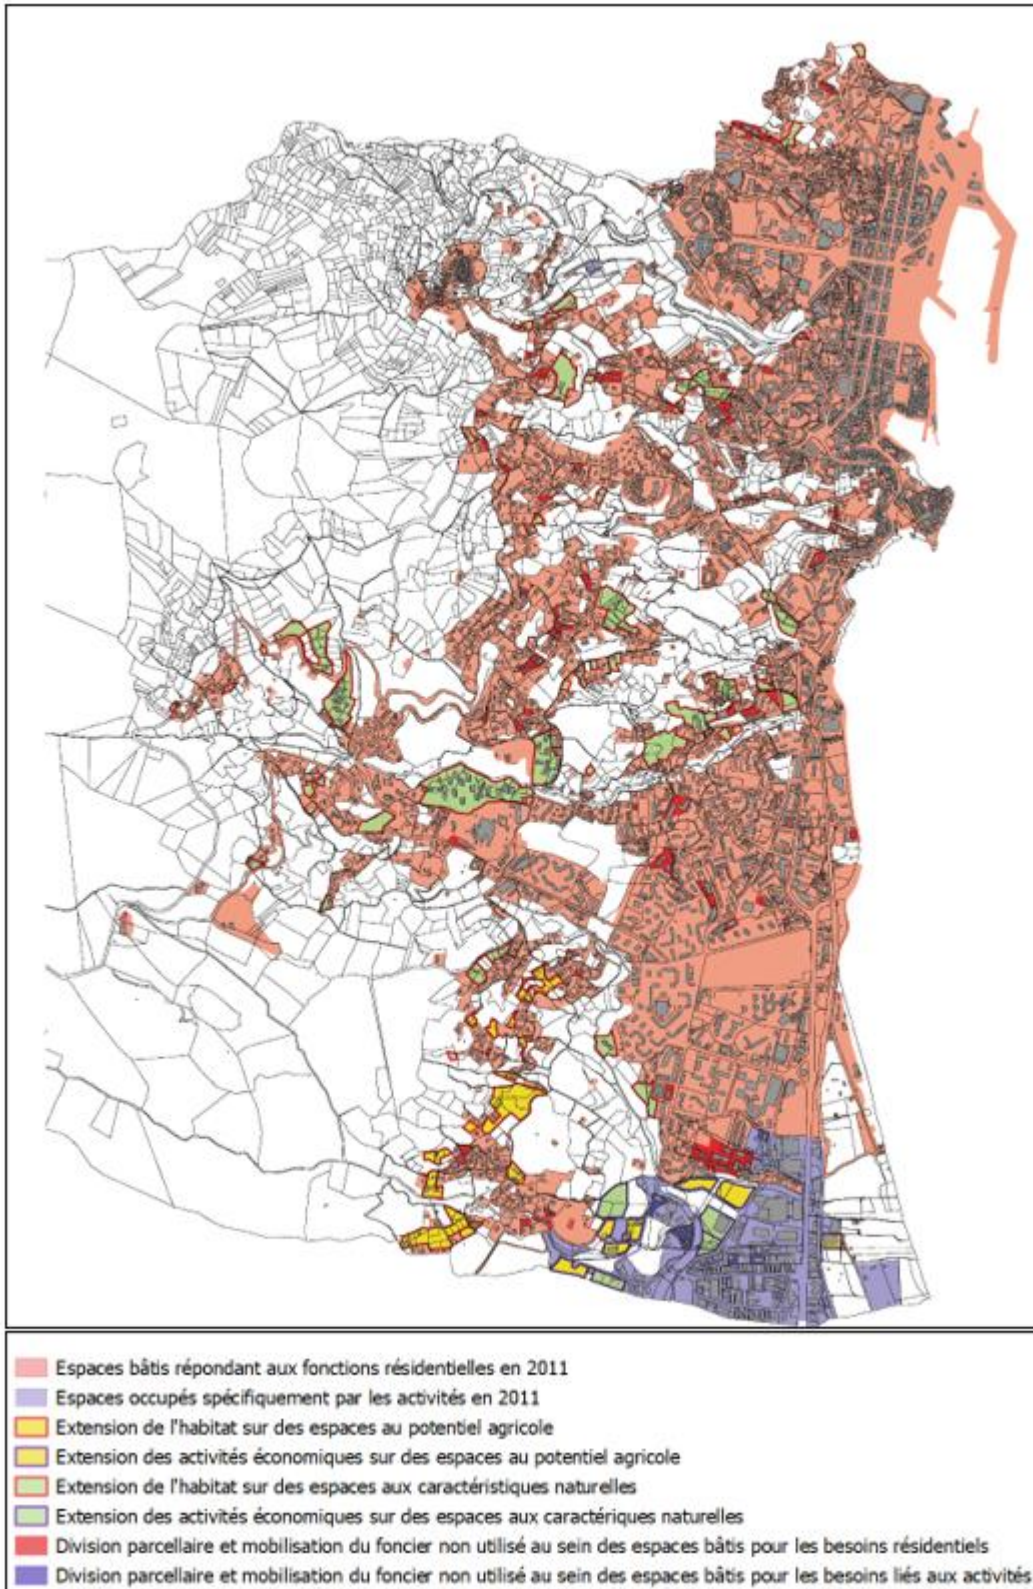 Espaces bâtis répondant aux fonctions résidentielles en 2011
Espaces occupés spécifiquement par les activités en 2011
Extension de l'habitat sur des espaces au potentiel agricole
Extension des activités économiques sur des espaces au potentiel agricole
Extension de l'habitat sur des espaces aux caractéristiques naturelles
Extension des activités économiques sur des espaces aux caractériques naturelles
Division parcellaire et mobilisation du foncier non utilisé au sein des espaces bâtis pour les besoins résidentiels
Division parcellaire et mobilisation du foncier non utilisé au sein des espaces bâtis pour les besoins liés aux activités